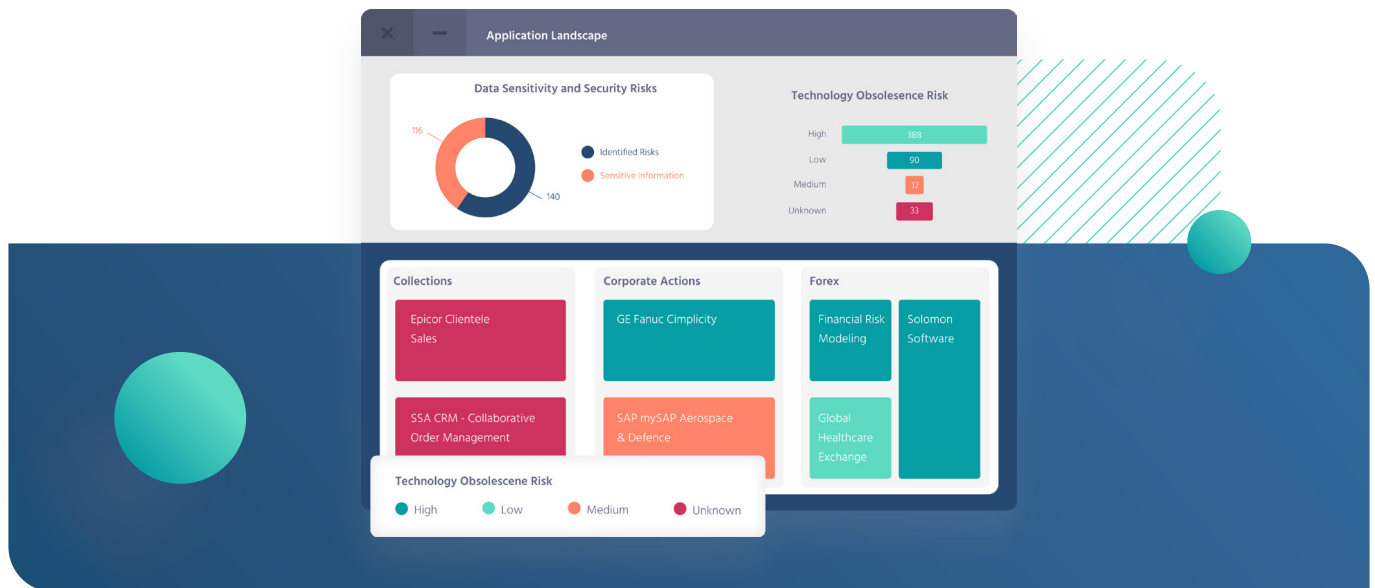 Application Landscape
Data Sensitivity and Security Risks
116
140
Identified Risks
Sensitive Information
Technology Obsolesence Risk
High
388
Low
90
Medium
12
Unknown
33
Collections
Epicor Clientele
Sales
SSA CRM - Collaborative
Order Management
Corporate Actions
GE Fanuc Cimplicity
SAP mySAP Aerospace
& Defence
Forex
Financial Risk
Modeling
Solomon
Software
Global
Healthcare
Exchange
Technology Obsolescene Risk
High
Low
Medium
Unknown